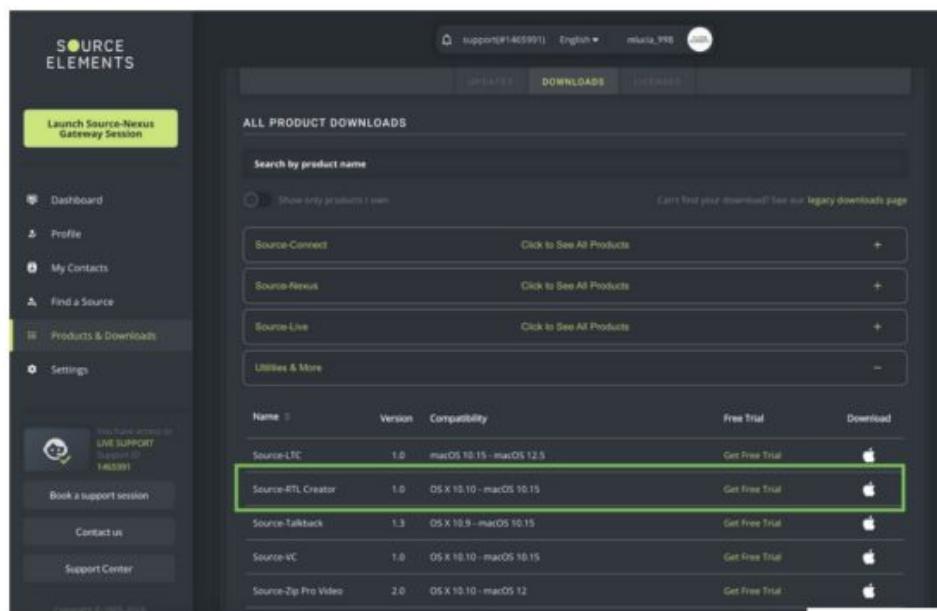 SOURCE
ELEMENTS
support(#1465991) English mlucia_998
Launch Source-Nexus
Gateway Session
Dashboard
Profile
My Contacts
Find a Source
Products & Downloads
Settings
You have access to
LIVE SUPPORT
Support ID
1465991
Book a support session
Contact us
Support Center
UPDATES DOWNLOADS LICENSES
ALL PRODUCT DOWNLOADS
Search by product name
Show only products I own
Can't find your download? See our legacy downloads page
Source-Connect Click to See All Products +
Source-Nexus Click to See All Products +
Source-Live Click to See All Products +
Utilities & More −
Name Version Compatibility Free Trial Download
Source-LTC 1.0 macOS 10.15 - macOS 12.5 Get Free Trial
Source-RTL Creator 1.0 OS X 10.10 - macOS 10.15 Get Free Trial
Source-Talkback 1.3 OS X 10.9 - macOS 10.15 Get Free Trial
Source-VC 1.0 OS X 10.10 - macOS 10.15 Get Free Trial
Source-Zip Pro Video 2.0 OS X 10.10 - macOS 12 Get Free Trial